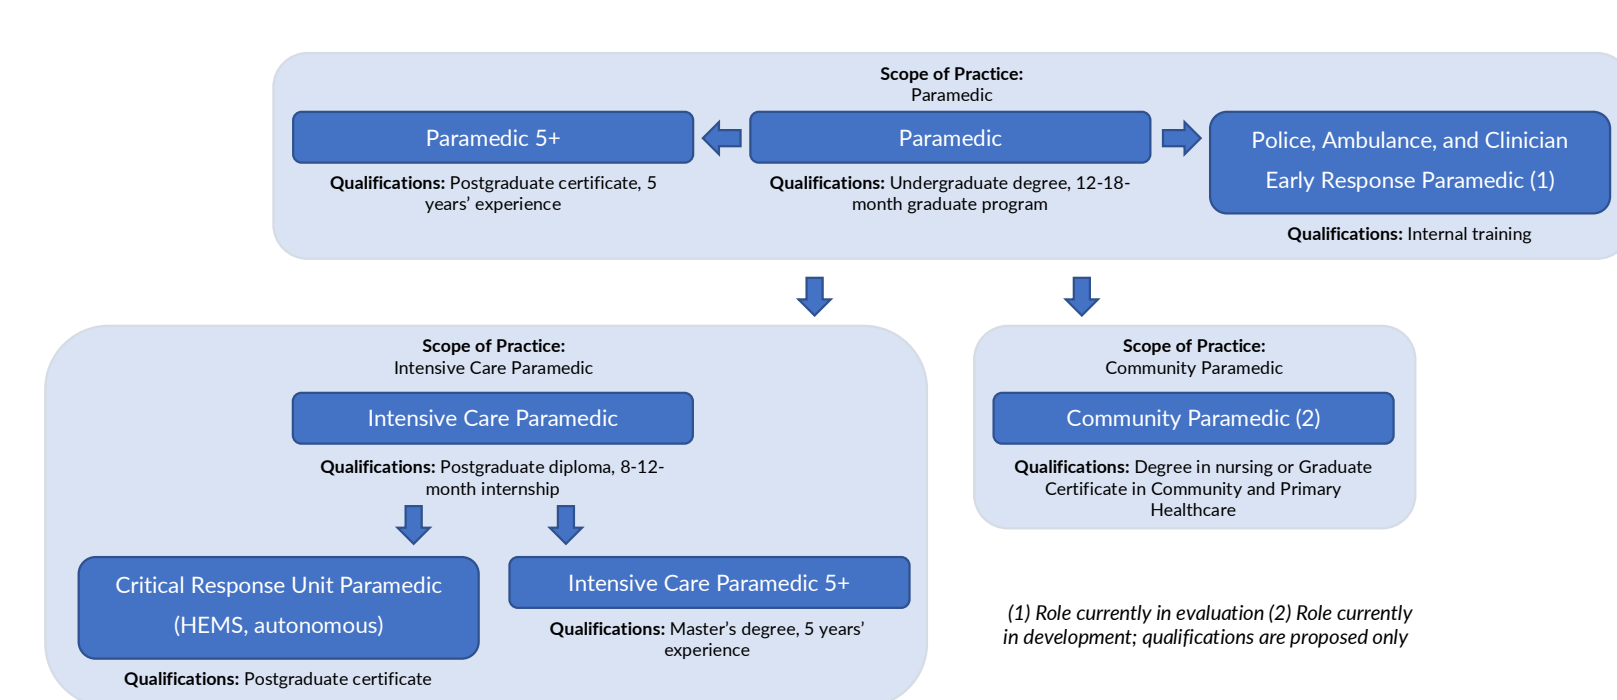 Scope of Practice:
Paramedic
Paramedic 5+
Qualifications: Postgraduate certificate, 5
years’ experience
Paramedic
Qualifications: Undergraduate degree, 12-18-
month graduate program
Police, Ambulance, and Clinician
Early Response Paramedic (1)
Qualifications: Internal training
Scope of Practice:
Intensive Care Paramedic
Intensive Care Paramedic
Qualifications: Postgraduate diploma, 8-12-
month internship
Critical Response Unit Paramedic
(HEMS, autonomous)
Qualifications: Postgraduate certificate
Intensive Care Paramedic 5+
Qualifications: Master’s degree, 5 years’
experience
Scope of Practice:
Community Paramedic
Community Paramedic (2)
Qualifications: Degree in nursing or Graduate
Certificate in Community and Primary
Healthcare
(1) Role currently in evaluation (2) Role currently
in development; qualifications are proposed only